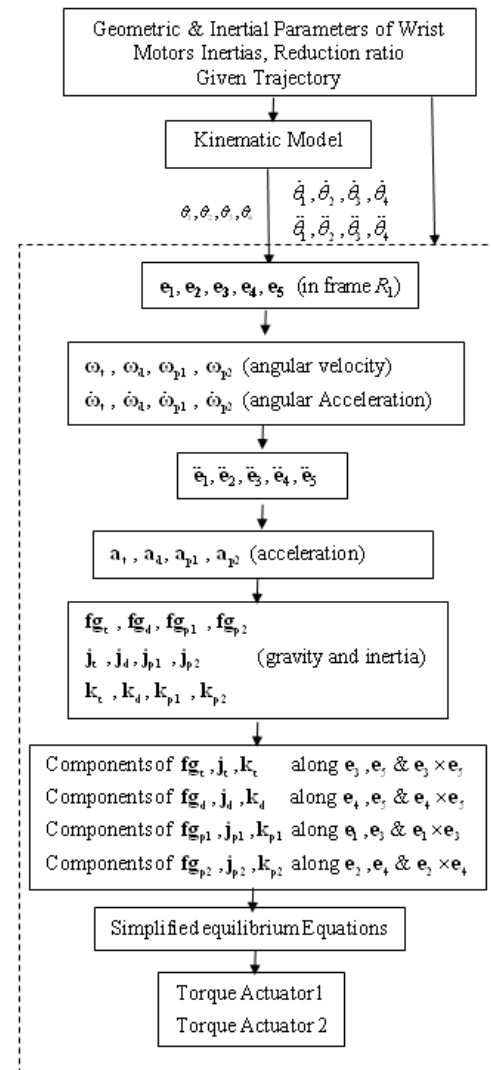 Geometric & Inertial Parameters of Wrist
Motors Inertias, Reduction ratio
Given Trajectory
Kinematic Model
θ₁, θ₂, θ₃, θ₄
θ̇₁, θ̇₂, θ̇₃, θ̇₄
θ̈₁, θ̈₂, θ̈₃, θ̈₄
e₁, e₂, e₃, e₄, e₅ (in frame R₁)
ωₜ , ω_d, ω_p1 , ω_p2 (angular velocity)
ω̇ₜ , ω̇_d, ω̇_p1 , ω̇_p2 (angular Acceleration)
ë₁, ë₂, ë₃, ë₄, ë₅
aₜ , a_d, a_p1 , a_p2 (acceleration)
fgₜ , fg_d , fg_p1 , fg_p2
jₜ , j_d , j_p1 , j_p2 (gravity and inertia)
kₜ , k_d , k_p1 , k_p2
Components of fgₜ , jₜ , kₜ along e₃ , e₅ & e₃ × e₅
Components of fg_d , j_d , k_d along e₄ , e₅ & e₄ × e₅
Components of fg_p1 , j_p1 , k_p1 along e₁ , e₃ & e₁ × e₃
Components of fg_p2 , j_p2 , k_p2 along e₂ , e₄ & e₂ × e₄
Simplified equilibrium Equations
Torque Actuator 1
Torque Actuator 2